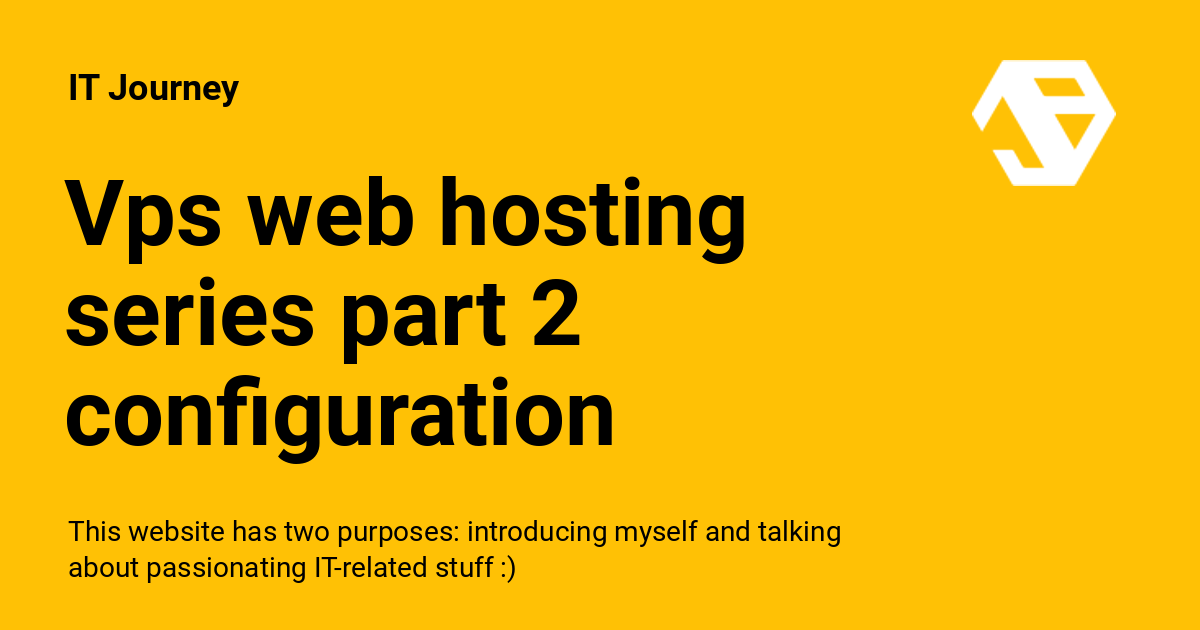 IT Journey
Vps web hosting
series part 2
configuration
This website has two purposes: introducing myself and talking
about passionating IT-related stuff :)